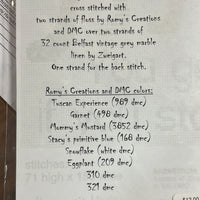 cross stitched with
two strands of floss by Romy's Creations
and DMC over two strands of
32 count Belfast vintage grey marble
linen by Zweigart.
One strand for the back stitch.
Romy's Creations and DMC colors:
Tuscan Experience (989 dmc)
Garnet (498 dmc)
Mommy's Mustard (3852 dmc)
Stacy's primitive blue (168 dmc)
Snowflake (white dmc)
Eggplant (209 dmc)
310 dmc
321 dmc
stitches
71 high x